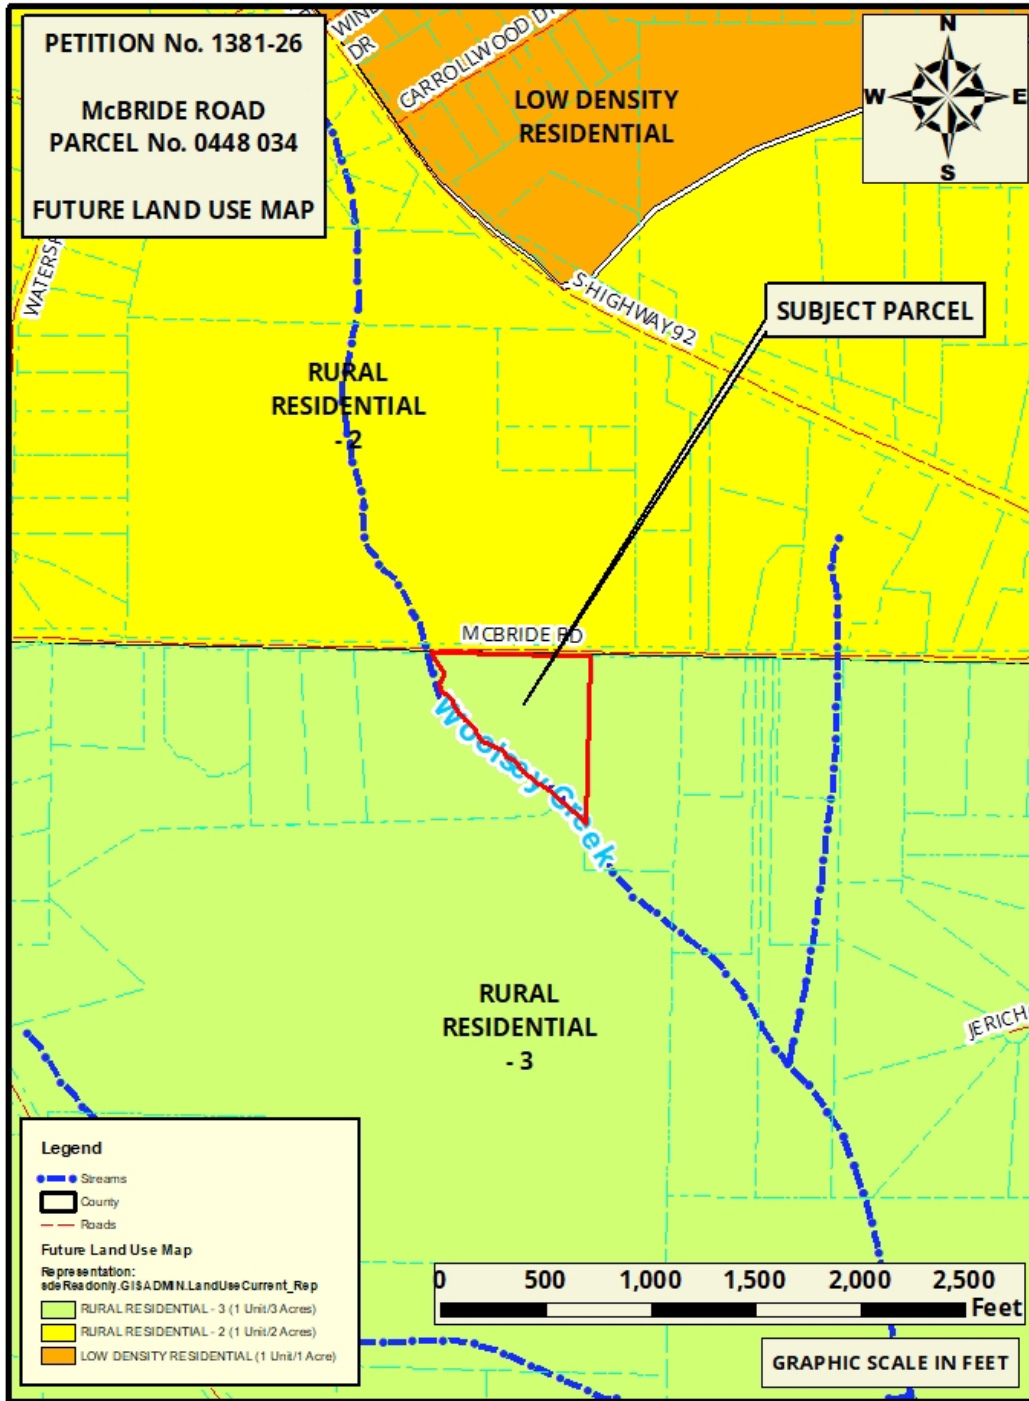 PETITION No. 1381-26
McBRIDE ROAD
PARCEL No. 0448 034
FUTURE LAND USE MAP
DR
CARROLLWOOD
LOW DENSITY
RESIDENTIAL
N
W
E
S
S HIGHWAY 92
SUBJECT PARCEL
RURAL
RESIDENTIAL
- 2
MCBRIDE RD
Woolsey Creek
RURAL
RESIDENTIAL
- 3
Legend
Streams
County
Roads
Future Land Use Map
Representation:
sdeReadonly.GISADMIN.LandUseCurrent_Rep
RURAL RESIDENTIAL - 3 (1 Unit/3 Acres)
RURAL RESIDENTIAL - 2 (1 Unit/2 Acres)
LOW DENSITY RESIDENTIAL (1 Unit/1 Acre)
0 500 1,000 1,500 2,000 2,500
Feet
GRAPHIC SCALE IN FEET